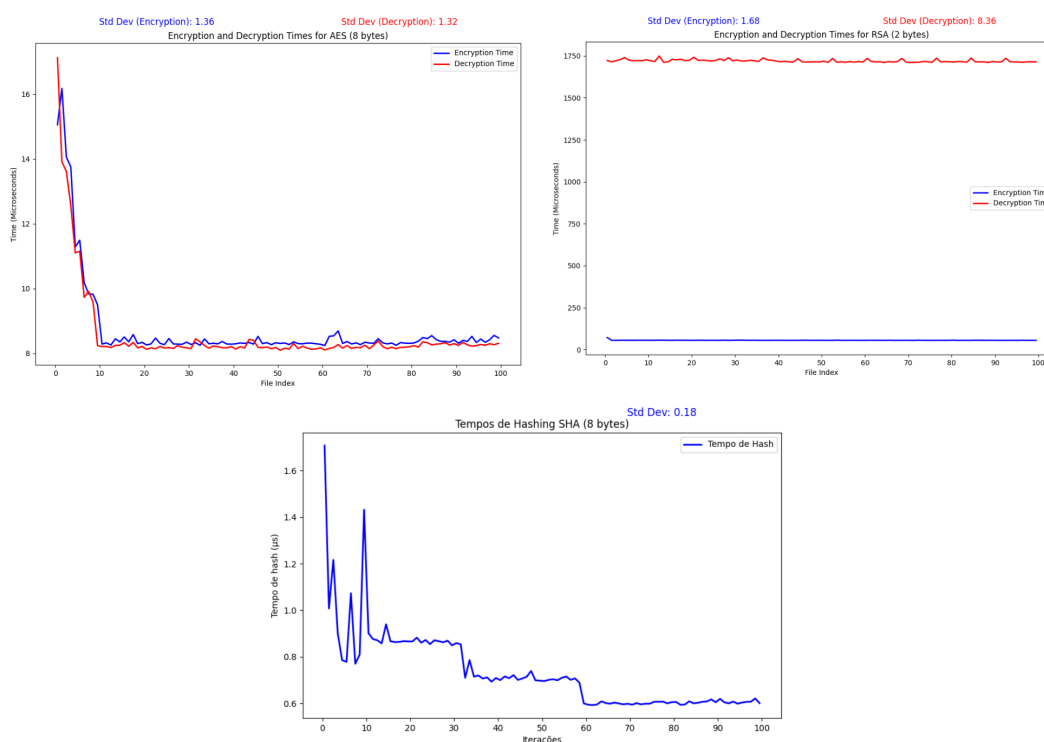 Std Dev (Encryption): 1.36
Std Dev (Decryption): 1.32
Encryption and Decryption Times for AES (8 bytes)
Encryption Time
Decryption Time
Time (Microseconds)
16
14
12
10
8
0 10 20 30 40 50 60 70 80 90 100
File Index
Std Dev (Encryption): 1.68
Std Dev (Decryption): 8.36
Encryption and Decryption Times for RSA (2 bytes)
Time (Microseconds)
1750
1500
1250
1000
750
500
250
0
Encryption Tim
Decryption Tim
0 10 20 30 40 50 60 70 80 90 100
File Index
Std Dev: 0.18
Tempos de Hashing SHA (8 bytes)
Tempo de Hash
Tempo de hash (µs)
1.6
1.4
1.2
1.0
0.8
0.6
0 10 20 30 40 50 60 70 80 90 100
Iterações